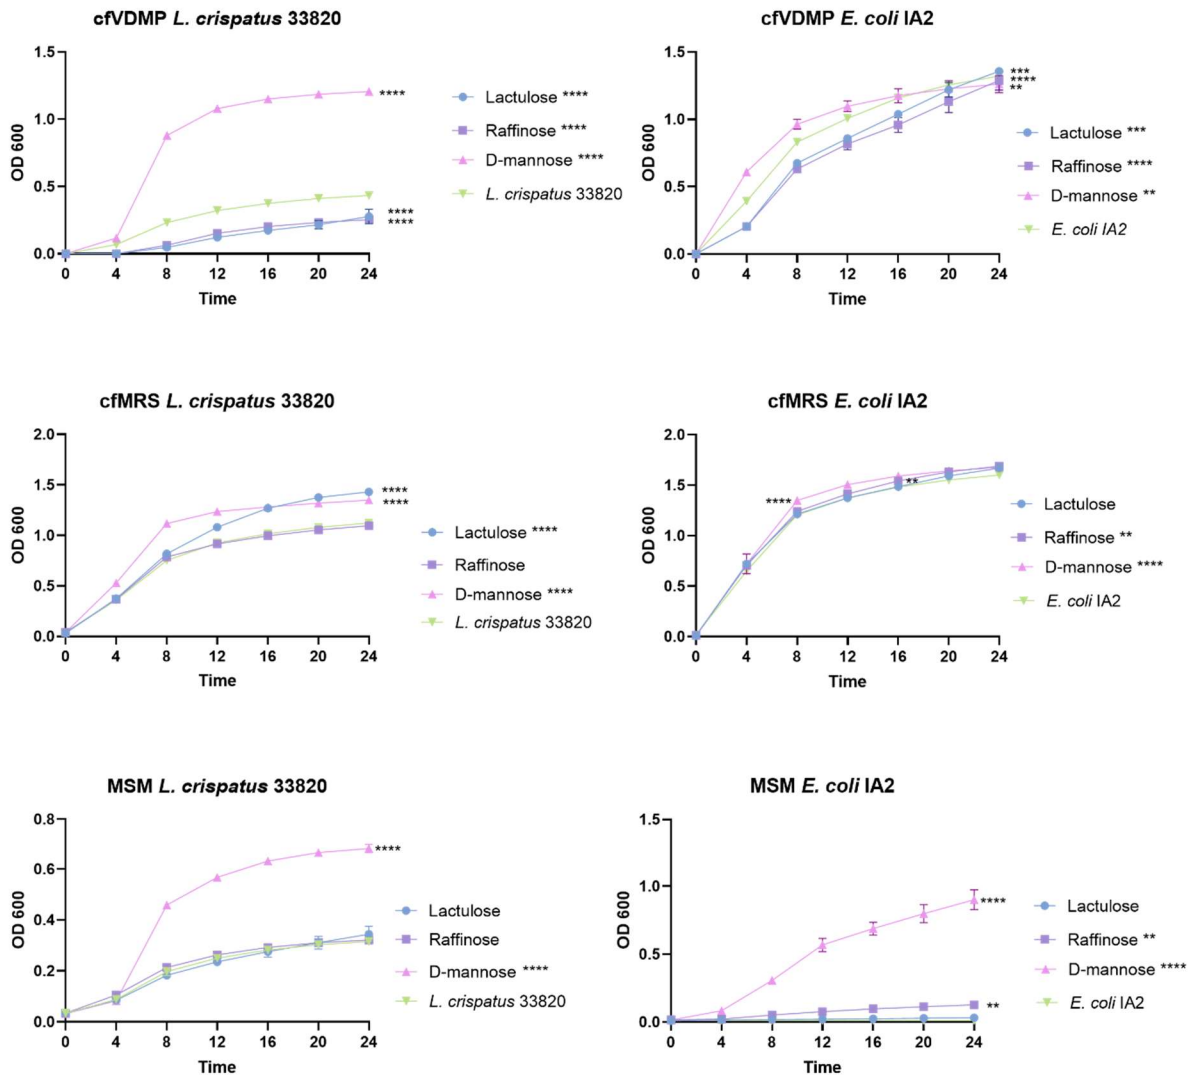 cfVDMP L. crispatus 33820
1.5
1.0
0.5
0.0
OD 600
0 4 8 12 16 20 24
Time
****
****
****
Lactulose ****
Raffinose ****
D-mannose ****
L. crispatus 33820
cfVDMP E. coli IA2
1.5
1.0
0.5
0.0
OD 600
0 4 8 12 16 20 24
Time
***
****
**
Lactulose ***
Raffinose ****
D-mannose **
E. coli IA2
cfMRS L. crispatus 33820
2.0
1.5
1.0
0.5
0.0
OD 600
0 4 8 12 16 20 24
Time
****
****
Lactulose ****
Raffinose
D-mannose ****
L. crispatus 33820
cfMRS E. coli IA2
2.0
1.5
1.0
0.5
0.0
OD 600
0 4 8 12 16 20 24
Time
****
**
Lactulose
Raffinose **
D-mannose ****
E. coli IA2
MSM L. crispatus 33820
0.8
0.6
0.4
0.2
0.0
OD 600
0 4 8 12 16 20 24
Time
****
Lactulose
Raffinose
D-mannose ****
L. crispatus 33820
MSM E. coli IA2
1.5
1.0
0.5
0.0
OD 600
0 4 8 12 16 20 24
Time
****
**
Lactulose
Raffinose **
D-mannose ****
E. coli IA2